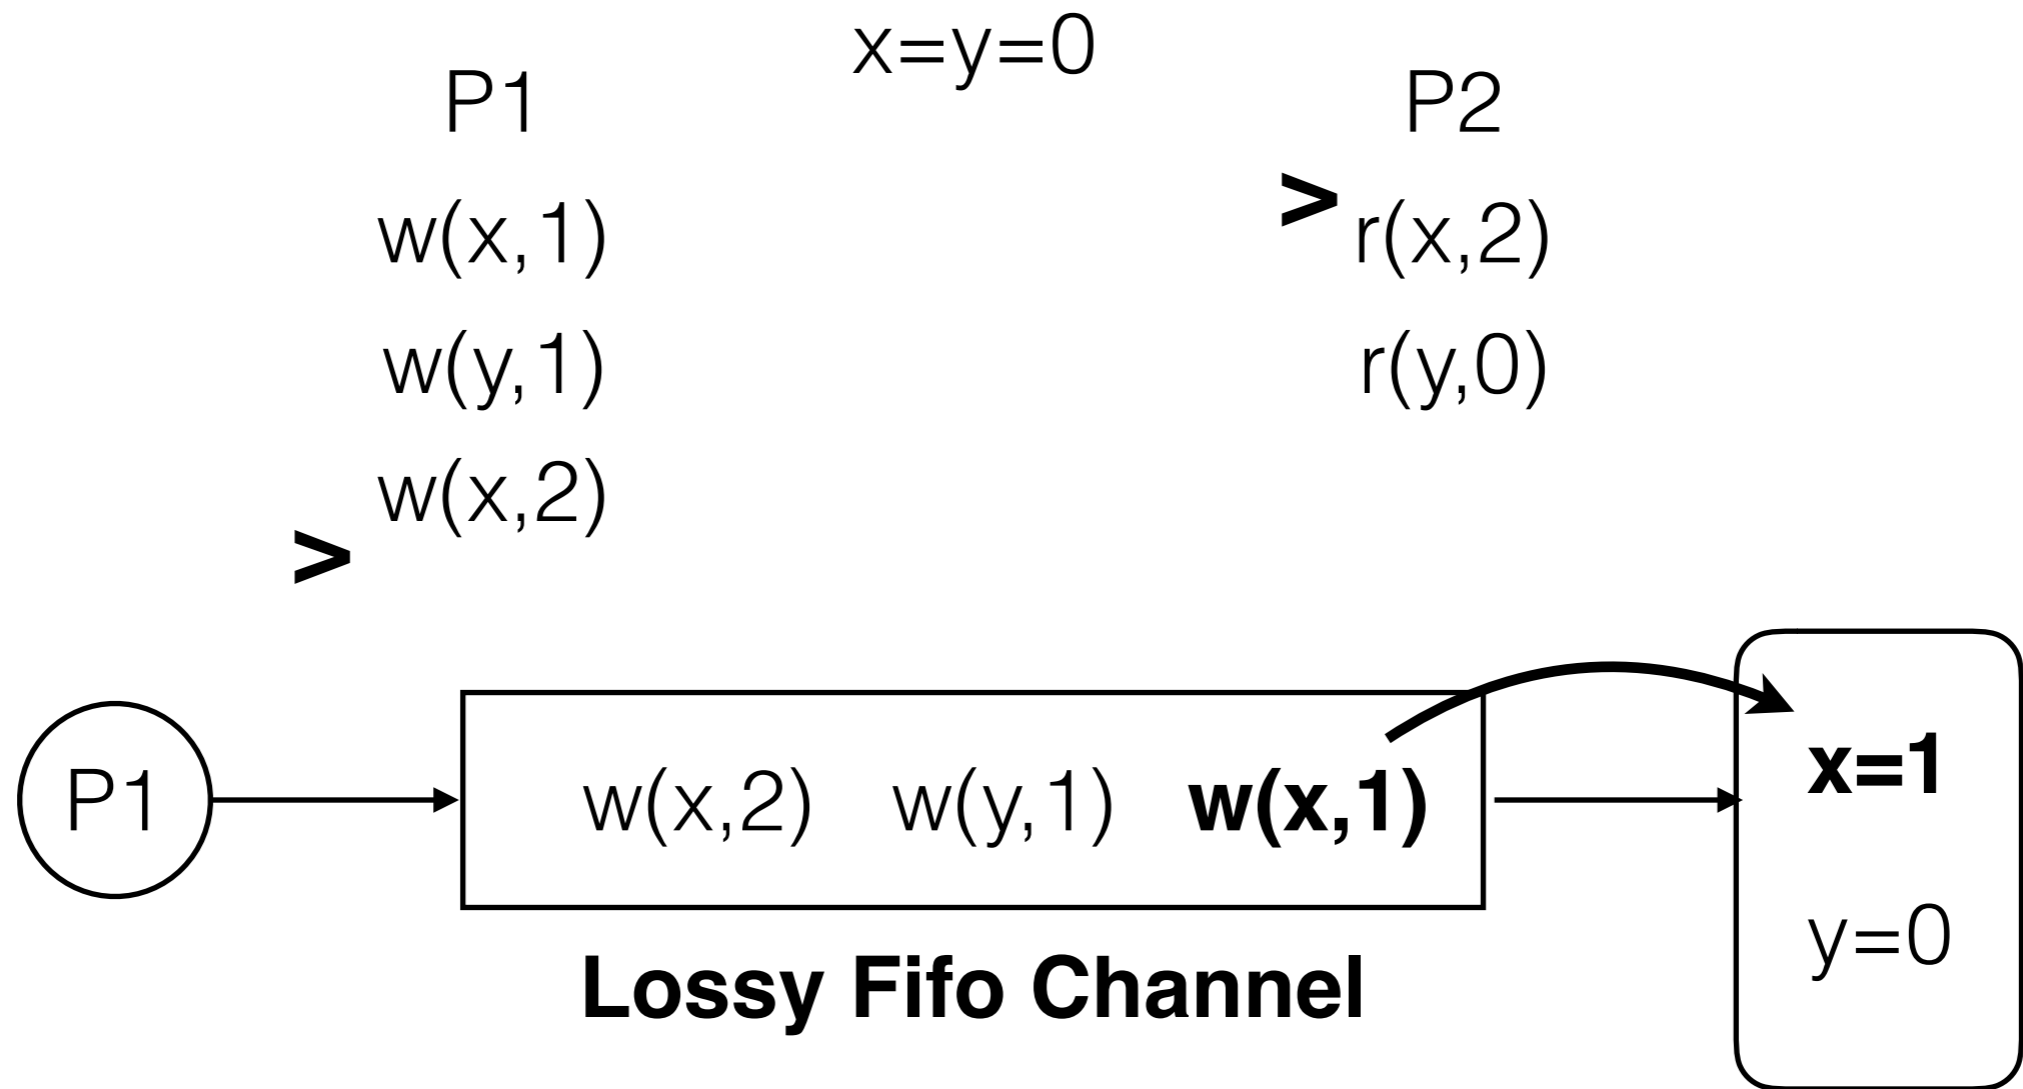 x=y=0
P1
P2
w(x,1)
> r(x,2)
w(y,1)
r(y,0)
w(x,2)
>
P1
w(x,2) w(y,1) w(x,1)
x=1
y=0
Lossy Fifo Channel